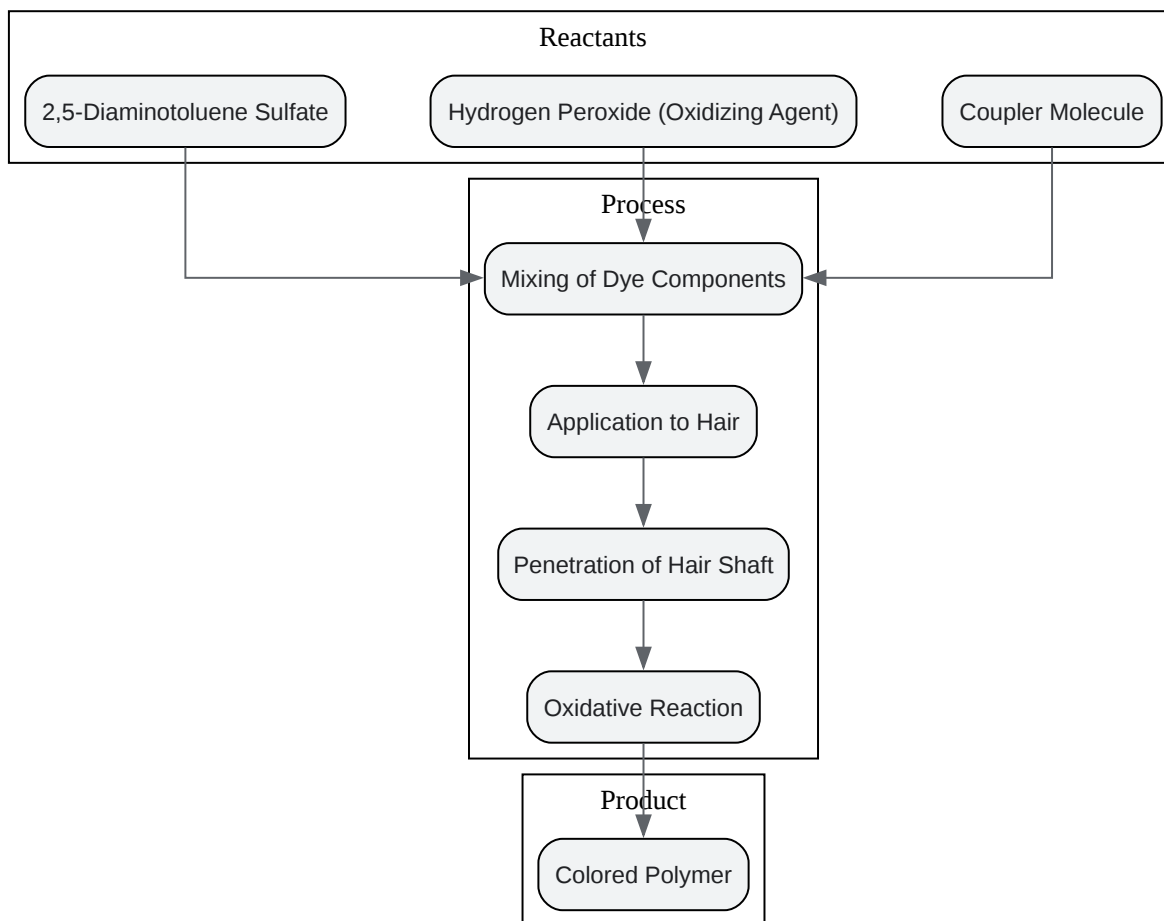 Reactants
2,5-Diaminotoluene Sulfate
Hydrogen Peroxide (Oxidizing Agent)
Coupler Molecule
Process
Mixing of Dye Components
Application to Hair
Penetration of Hair Shaft
Oxidative Reaction
Product
Colored Polymer